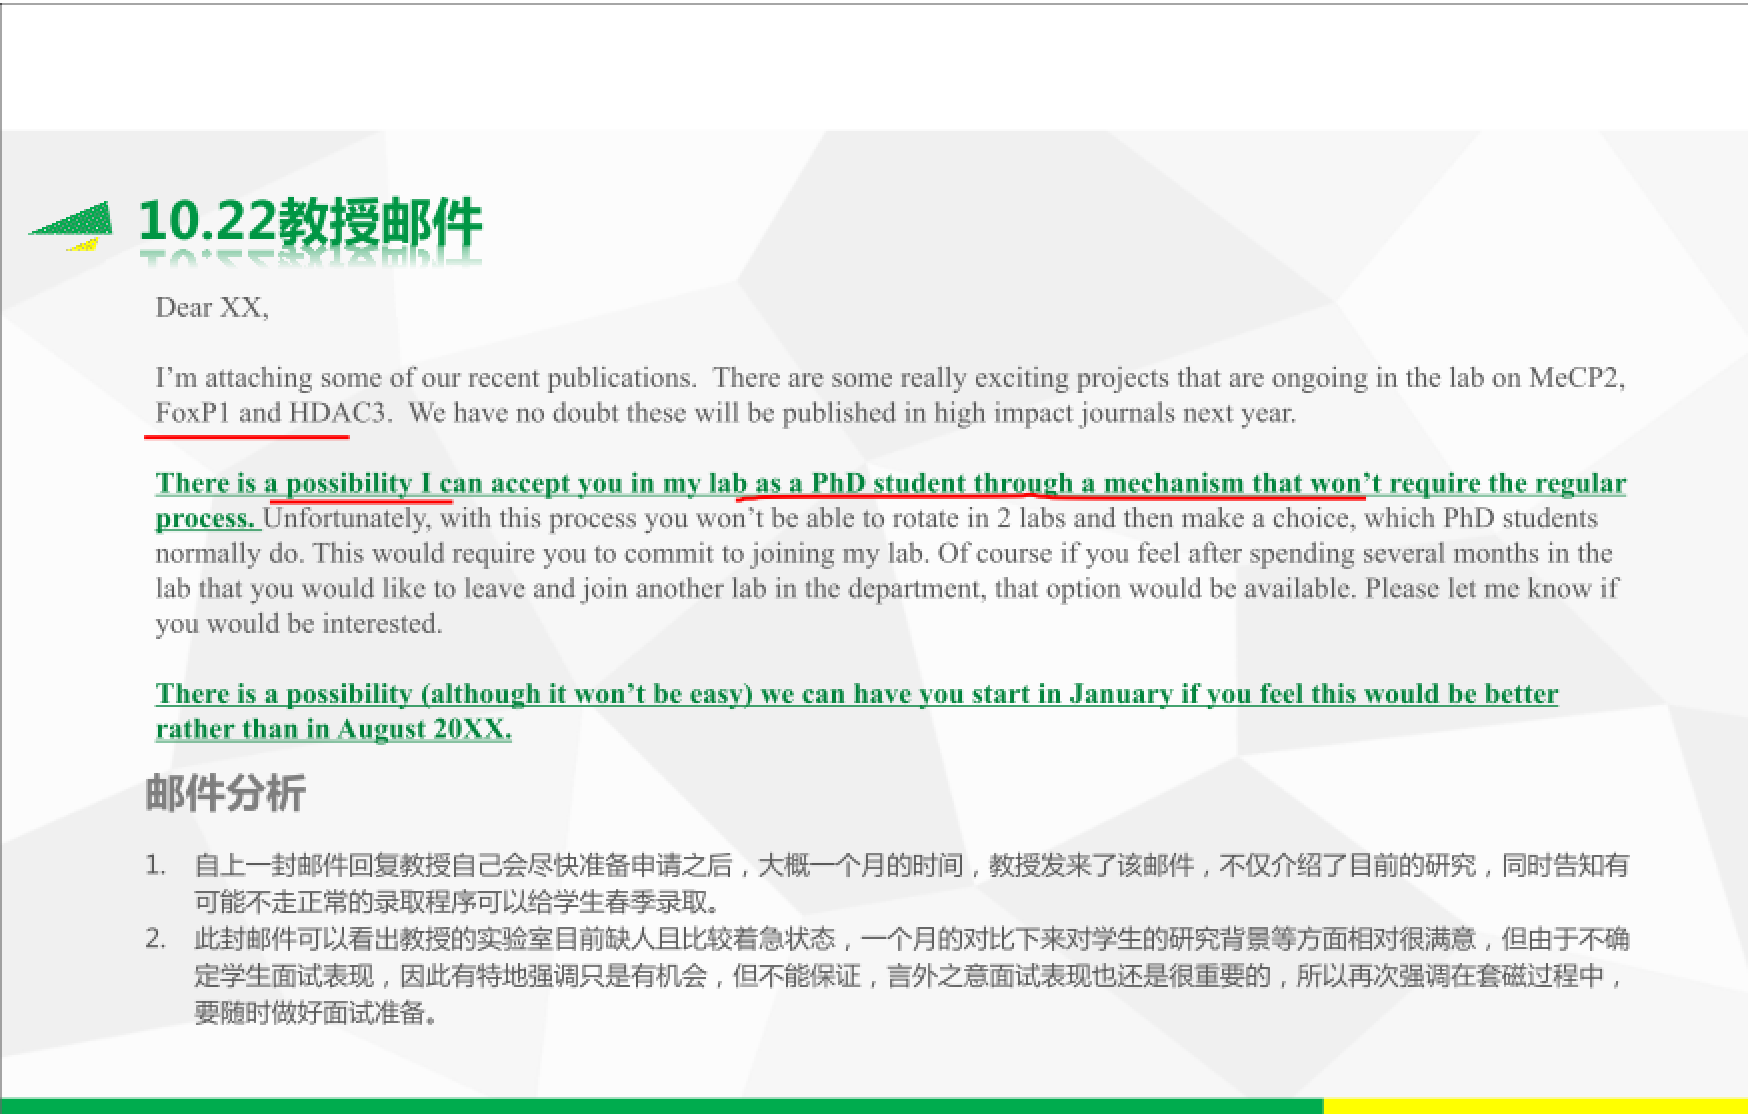 10.22教授邮件
Dear XX,
I’m attaching some of our recent publications.  There are some really exciting projects that are ongoing in the lab on MeCP2,
FoxP1 and HDAC3.  We have no doubt these will be published in high impact journals next year.
There is a possibility I can accept you in my lab as a PhD student through a mechanism that won’t require the regular
process. Unfortunately, with this process you won’t be able to rotate in 2 labs and then make a choice, which PhD students
normally do. This would require you to commit to joining my lab. Of course if you feel after spending several months in the
lab that you would like to leave and join another lab in the department, that option would be available. Please let me know if
you would be interested.
There is a possibility (although it won’t be easy) we can have you start in January if you feel this would be better
rather than in August 20XX.
邮件分析
1. 自上一封邮件回复教授自己会尽快准备申请之后，大概一个月的时间，教授发来了该邮件，不仅介绍了目前的研究，同时告知有
可能不走正常的录取程序可以给学生春季录取。
2. 此封邮件可以看出教授的实验室目前缺人且比较着急状态，一个月的对比下来对学生的研究背景等方面相对很满意，但由于不确
定学生面试表现，因此有特地强调只是有机会，但不能保证，言外之意面试表现也还是很重要的，所以再次强调在套磁过程中，
要随时做好面试准备。